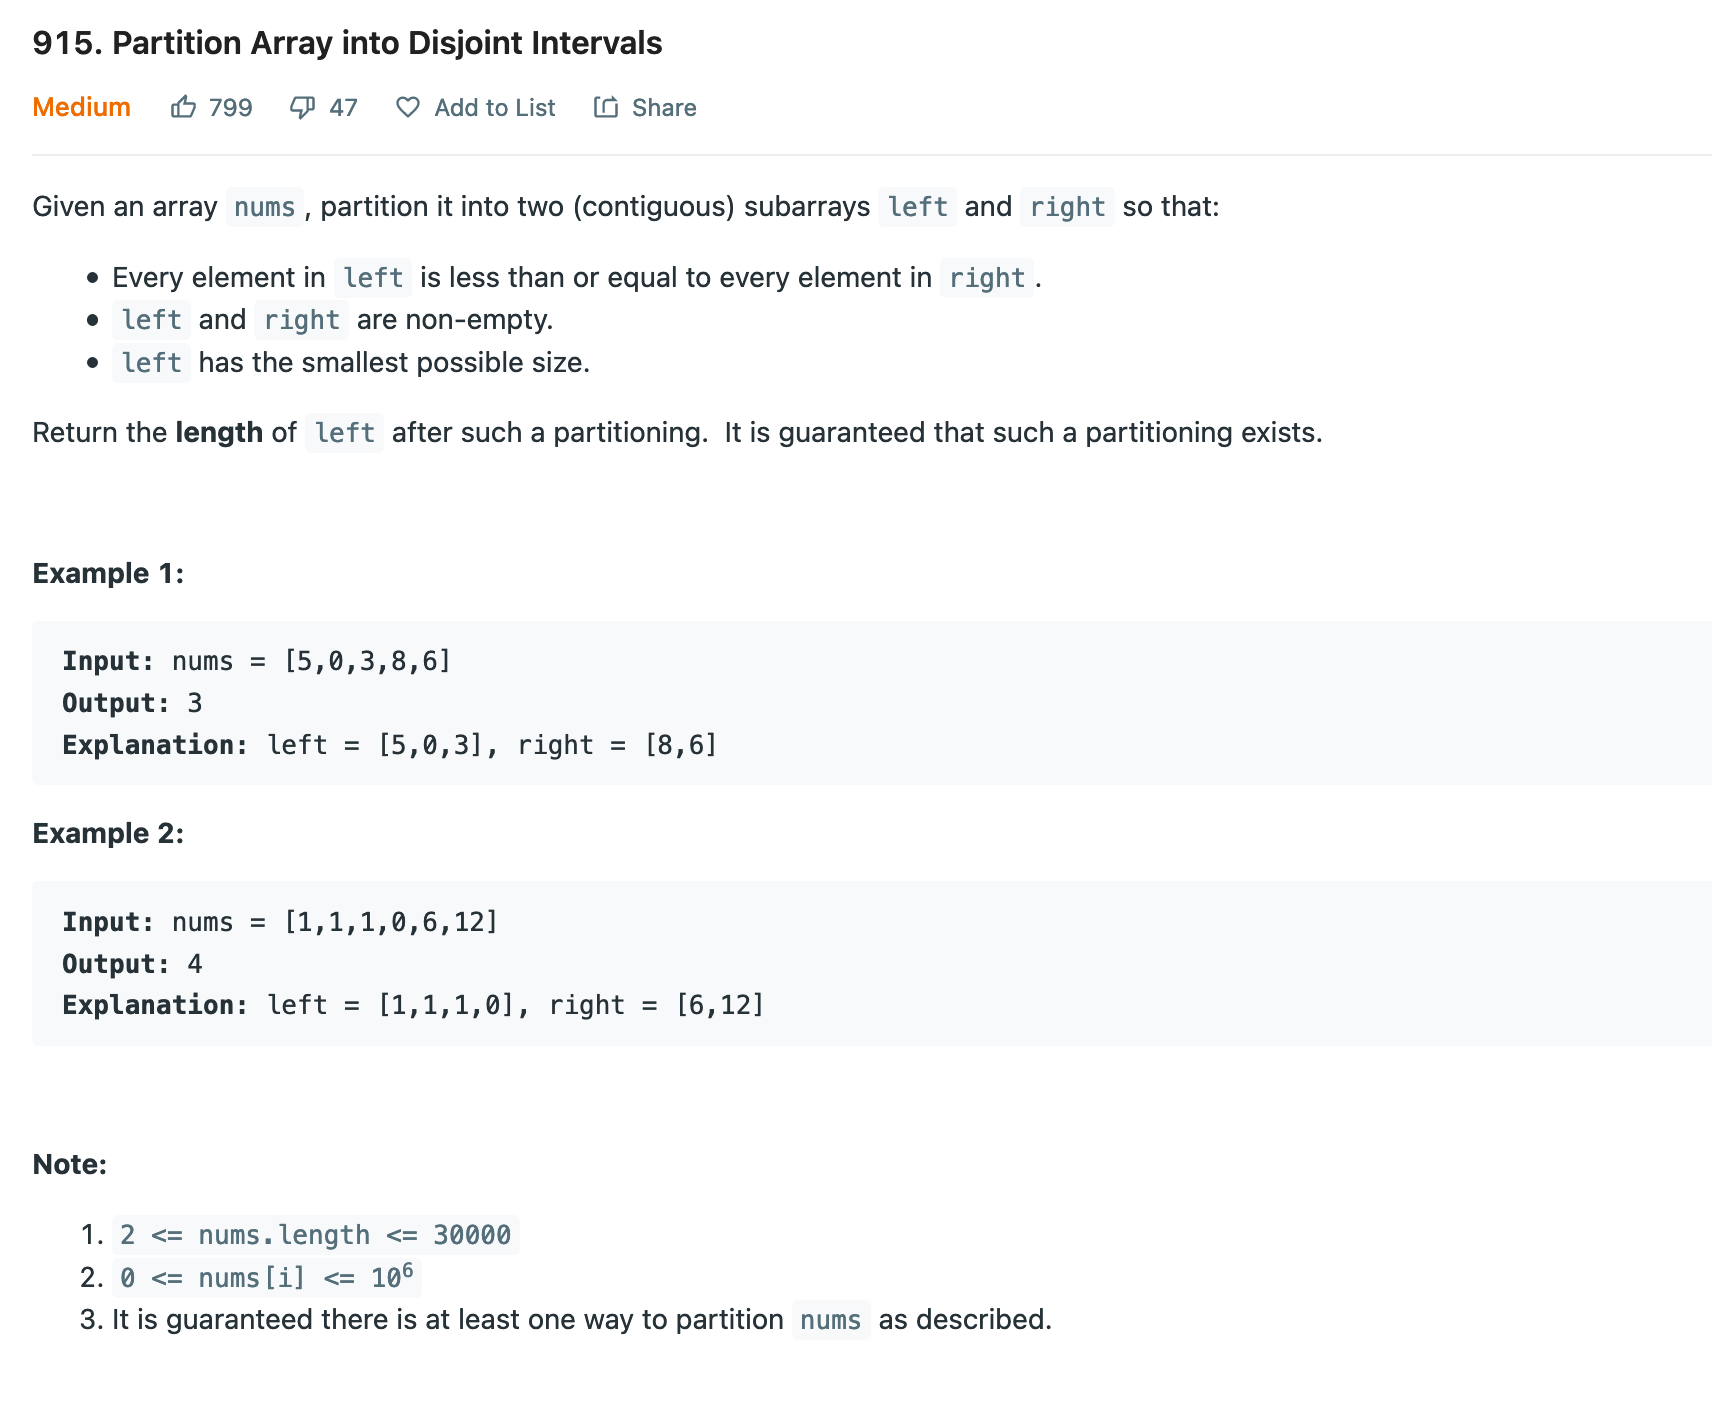 915. Partition Array into Disjoint Intervals
Medium 799 47 Add to List Share
Given an array nums, partition it into two (contiguous) subarrays left and right so that:
• Every element in left is less than or equal to every element in right.
• left and right are non-empty.
• left has the smallest possible size.
Return the length of left after such a partitioning. It is guaranteed that such a partitioning exists.
Example 1:
Input: nums = [5,0,3,8,6]
Output: 3
Explanation: left = [5,0,3], right = [8,6]
Example 2:
Input: nums = [1,1,1,0,6,12]
Output: 4
Explanation: left = [1,1,1,0], right = [6,12]
Note:
1. 2 <= nums.length <= 30000
2. 0 <= nums[i] <= 10⁶
3. It is guaranteed there is at least one way to partition nums as described.